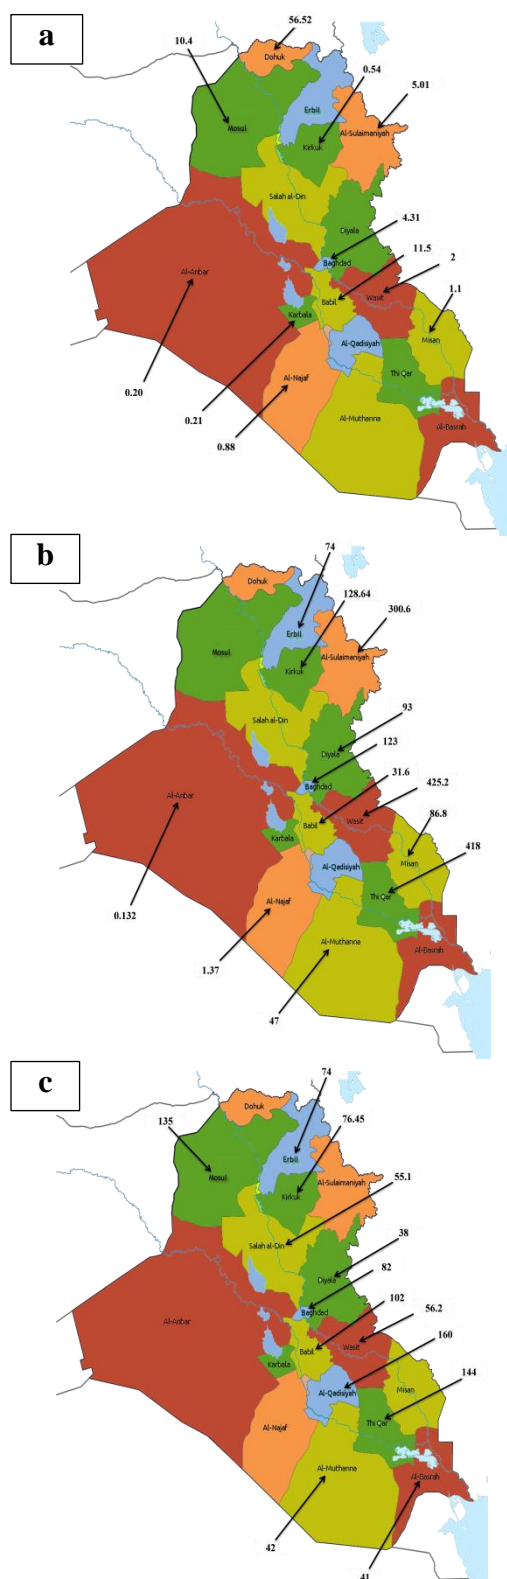 a
56.52
10.4
Dohuk
0.54
5.01
Erbil
Mosul
Kirkuk
Al-Sulaimaniyah
Salah al-Din
Diyala
4.31
11.5
Baghdad
2
Al-Anbar
Wasit
1.1
Babil
Karbala
Al-Qadisiyah
Misan
Thi Qar
Al-Najaf
0.20
0.21
Al-Muthanna
Al-Basrah
0.88
b
74
Dohuk
128.64
300.6
Erbil
Mosul
Al-Sulaimaniyah
Kirkuk
93
Salah al-Din
123
Diyala
31.6
425.2
Baghdad
Al-Anbar
86.8
Wasit
Babil
Karbala
418
Al-Qadisiyah
Misan
Thi Qar
Al-Najaf
0.132
Al-Muthanna
Al-Basrah
1.37
47
c
74
Dohuk
135
76.45
Erbil
Mosul
Al-Sulaimaniyah
Kirkuk
55.1
38
Salah al-Din
82
Diyala
102
Baghdad
56.2
Al-Anbar
Wasit
160
Babil
Karbala
144
Al-Qadisiyah
Misan
Thi Qar
Al-Najaf
Al-Muthanna
Al-Basrah
42
41